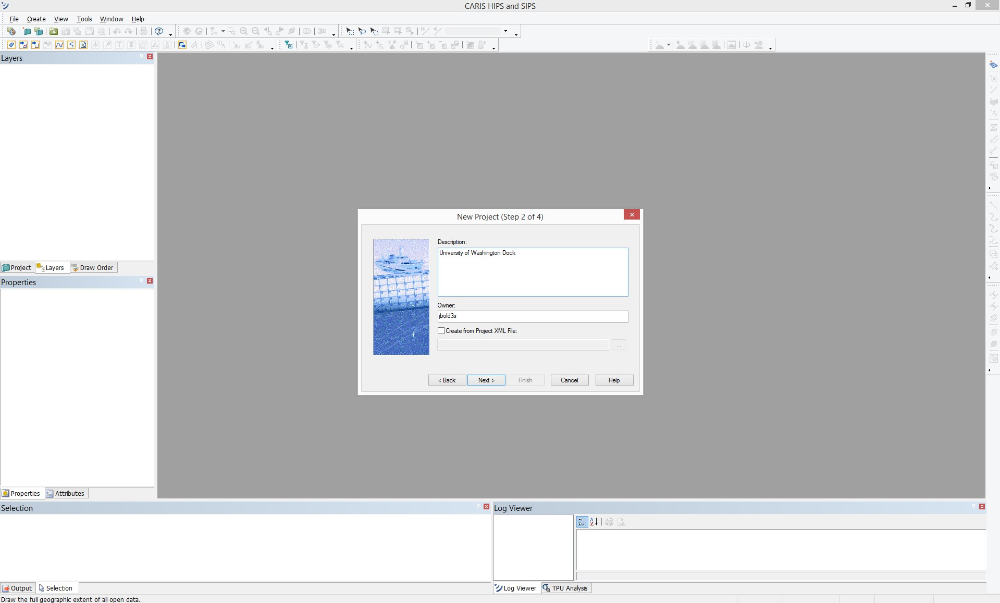 CARIS HIPS and SIPS
File Create View Tools Window Help
3D
Layers
Project Layers Draw Order
Properties
Properties Attributes
New Project (Step 2 of 4)
Description:
University of Washington Dock
Owner:
jbold3s
Create from Project XML File:
...
< Back Next > Finish Cancel Help
Selection
Output Selection
Log Viewer
Log Viewer TPU Analysis
Draw the full geographic extent of all open data.